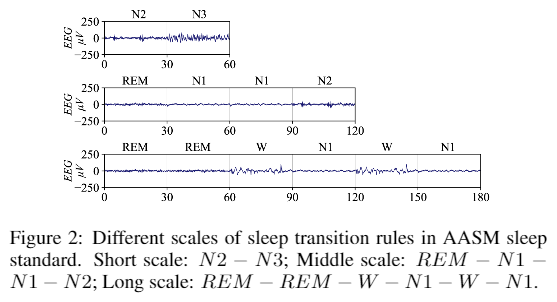 N2 N3
EEG
μV
250
0
−250
0 30 60
REM N1 N1 N2
EEG
μV
250
0
−250
0 30 60 90 120
REM REM W N1 W N1
EEG
μV
250
0
−250
0 30 60 90 120 150 180
Figure 2: Different scales of sleep transition rules in AASM sleep
standard. Short scale: N2 − N3; Middle scale: REM − N1 −
N1 − N2; Long scale: REM − REM − W − N1 − W − N1.